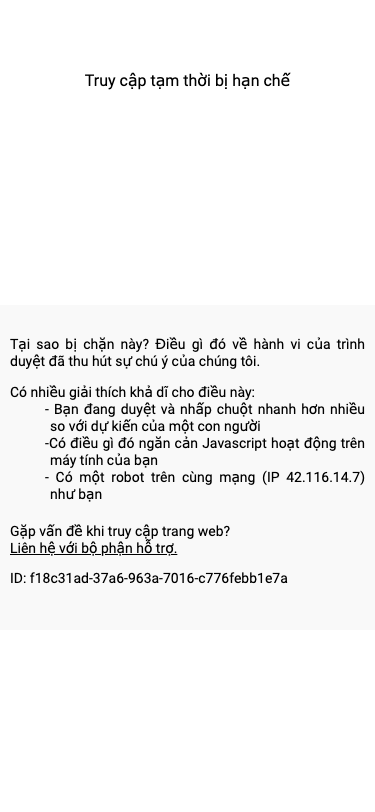 Truy cập tạm thời bị hạn chế
Tại sao bị chặn này? Điều gì đó về hành vi của trình
duyệt đã thu hút sự chú ý của chúng tôi.
Có nhiều giải thích khả dĩ cho điều này:
- Bạn đang duyệt và nhấp chuột nhanh hơn nhiều
so với dự kiến của một con người
-Có điều gì đó ngăn cản Javascript hoạt động trên
máy tính của bạn
- Có một robot trên cùng mạng (IP 42.116.14.7)
như bạn
Gặp vấn đề khi truy cập trang web?
Liên hệ với bộ phận hỗ trợ.
ID: f18c31ad-37a6-963a-7016-c776febb1e7a